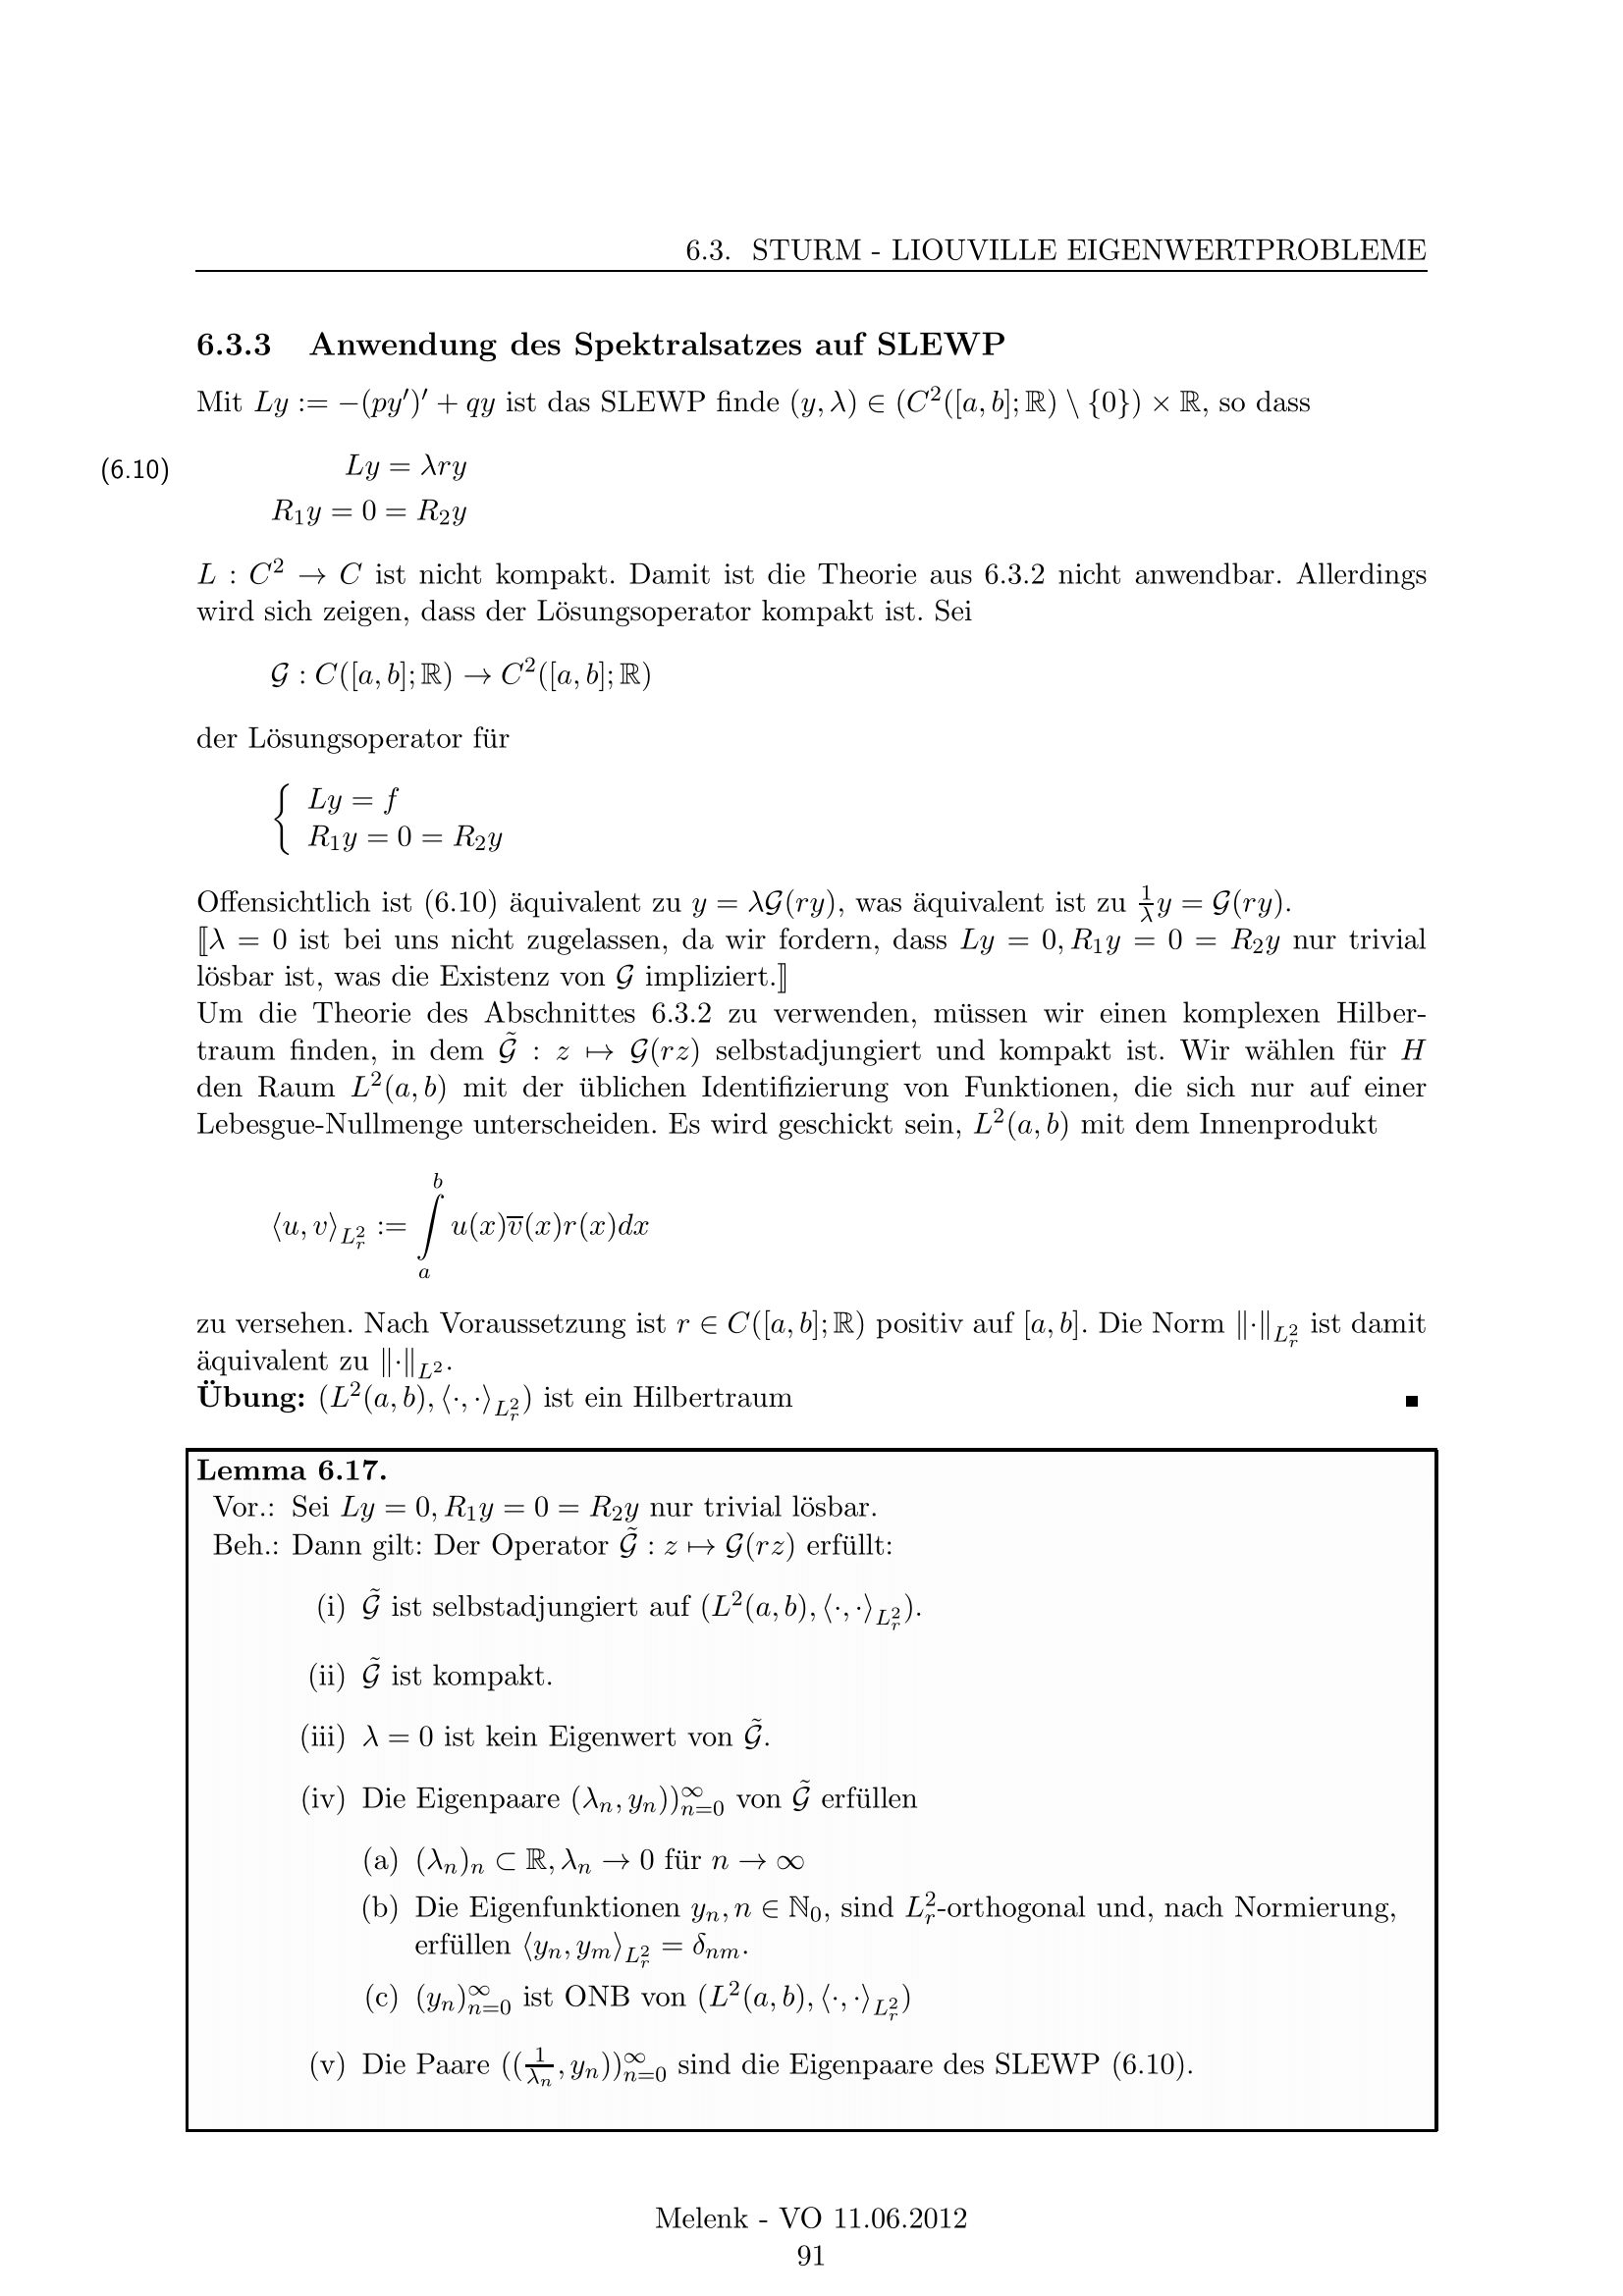 6.3. STURM - LIOUVILLE EIGENWERTPROBLEME
6.3.3 Anwendung des Spektralsatzes auf SLEWP
Mit $Ly := -(py')' + qy$ ist das SLEWP finde $(y, \lambda) \in (C^2([a, b]; \mathbb{R}) \setminus \{0\}) \times \mathbb{R}$, so dass
(6.10) $Ly = \lambda ry$
$R_1y = 0 = R_2y$
$L : C^2 \to C$ ist nicht kompakt. Damit ist die Theorie aus 6.3.2 nicht anwendbar. Allerdings
wird sich zeigen, dass der Lösungsoperator kompakt ist. Sei
$\mathcal{G} : C([a, b]; \mathbb{R}) \to C^2([a, b]; \mathbb{R})$
der Lösungsoperator für
$\begin{cases} Ly = f \\ R_1y = 0 = R_2y \end{cases}$
Offensichtlich ist (6.10) äquivalent zu $y = \lambda\mathcal{G}(ry)$, was äquivalent ist zu $\frac{1}{\lambda}y = \mathcal{G}(ry)$.
⟦$\lambda = 0$ ist bei uns nicht zugelassen, da wir fordern, dass $Ly = 0, R_1y = 0 = R_2y$ nur trivial
lösbar ist, was die Existenz von $\mathcal{G}$ impliziert.⟧
Um die Theorie des Abschnittes 6.3.2 zu verwenden, müssen wir einen komplexen Hilber-
traum finden, in dem $\tilde{\mathcal{G}} : z \mapsto \mathcal{G}(rz)$ selbstadjungiert und kompakt ist. Wir wählen für $H$
den Raum $L^2(a, b)$ mit der üblichen Identifizierung von Funktionen, die sich nur auf einer
Lebesgue-Nullmenge unterscheiden. Es wird geschickt sein, $L^2(a, b)$ mit dem Innenprodukt
$\langle u, v \rangle_{L^2_r} := \int\limits_a^b u(x)\overline{v}(x)r(x)dx$
zu versehen. Nach Voraussetzung ist $r \in C([a, b]; \mathbb{R})$ positiv auf $[a, b]$. Die Norm $\|\cdot\|_{L^2_r}$ ist damit
äquivalent zu $\|\cdot\|_{L^2}$.
Übung: $(L^2(a, b), \langle \cdot, \cdot \rangle_{L^2_r})$ ist ein Hilbertraum ■
Lemma 6.17.
Vor.: Sei $Ly = 0, R_1y = 0 = R_2y$ nur trivial lösbar.
Beh.: Dann gilt: Der Operator $\tilde{\mathcal{G}} : z \mapsto \mathcal{G}(rz)$ erfüllt:
(i) $\tilde{\mathcal{G}}$ ist selbstadjungiert auf $(L^2(a, b), \langle \cdot, \cdot \rangle_{L^2_r})$.
(ii) $\tilde{\mathcal{G}}$ ist kompakt.
(iii) $\lambda = 0$ ist kein Eigenwert von $\tilde{\mathcal{G}}$.
(iv) Die Eigenpaare $(\lambda_n, y_n))_{n=0}^{\infty}$ von $\tilde{\mathcal{G}}$ erfüllen
(a) $(\lambda_n)_n \subset \mathbb{R}, \lambda_n \to 0$ für $n \to \infty$
(b) Die Eigenfunktionen $y_n, n \in \mathbb{N}_0$, sind $L^2_r$-orthogonal und, nach Normierung,
erfüllen $\langle y_n, y_m \rangle_{L^2_r} = \delta_{nm}$.
(c) $(y_n)_{n=0}^{\infty}$ ist ONB von $(L^2(a, b), \langle \cdot, \cdot \rangle_{L^2_r})$
(v) Die Paare $((\frac{1}{\lambda_n}, y_n))_{n=0}^{\infty}$ sind die Eigenpaare des SLEWP (6.10).
Melenk - VO 11.06.2012
91